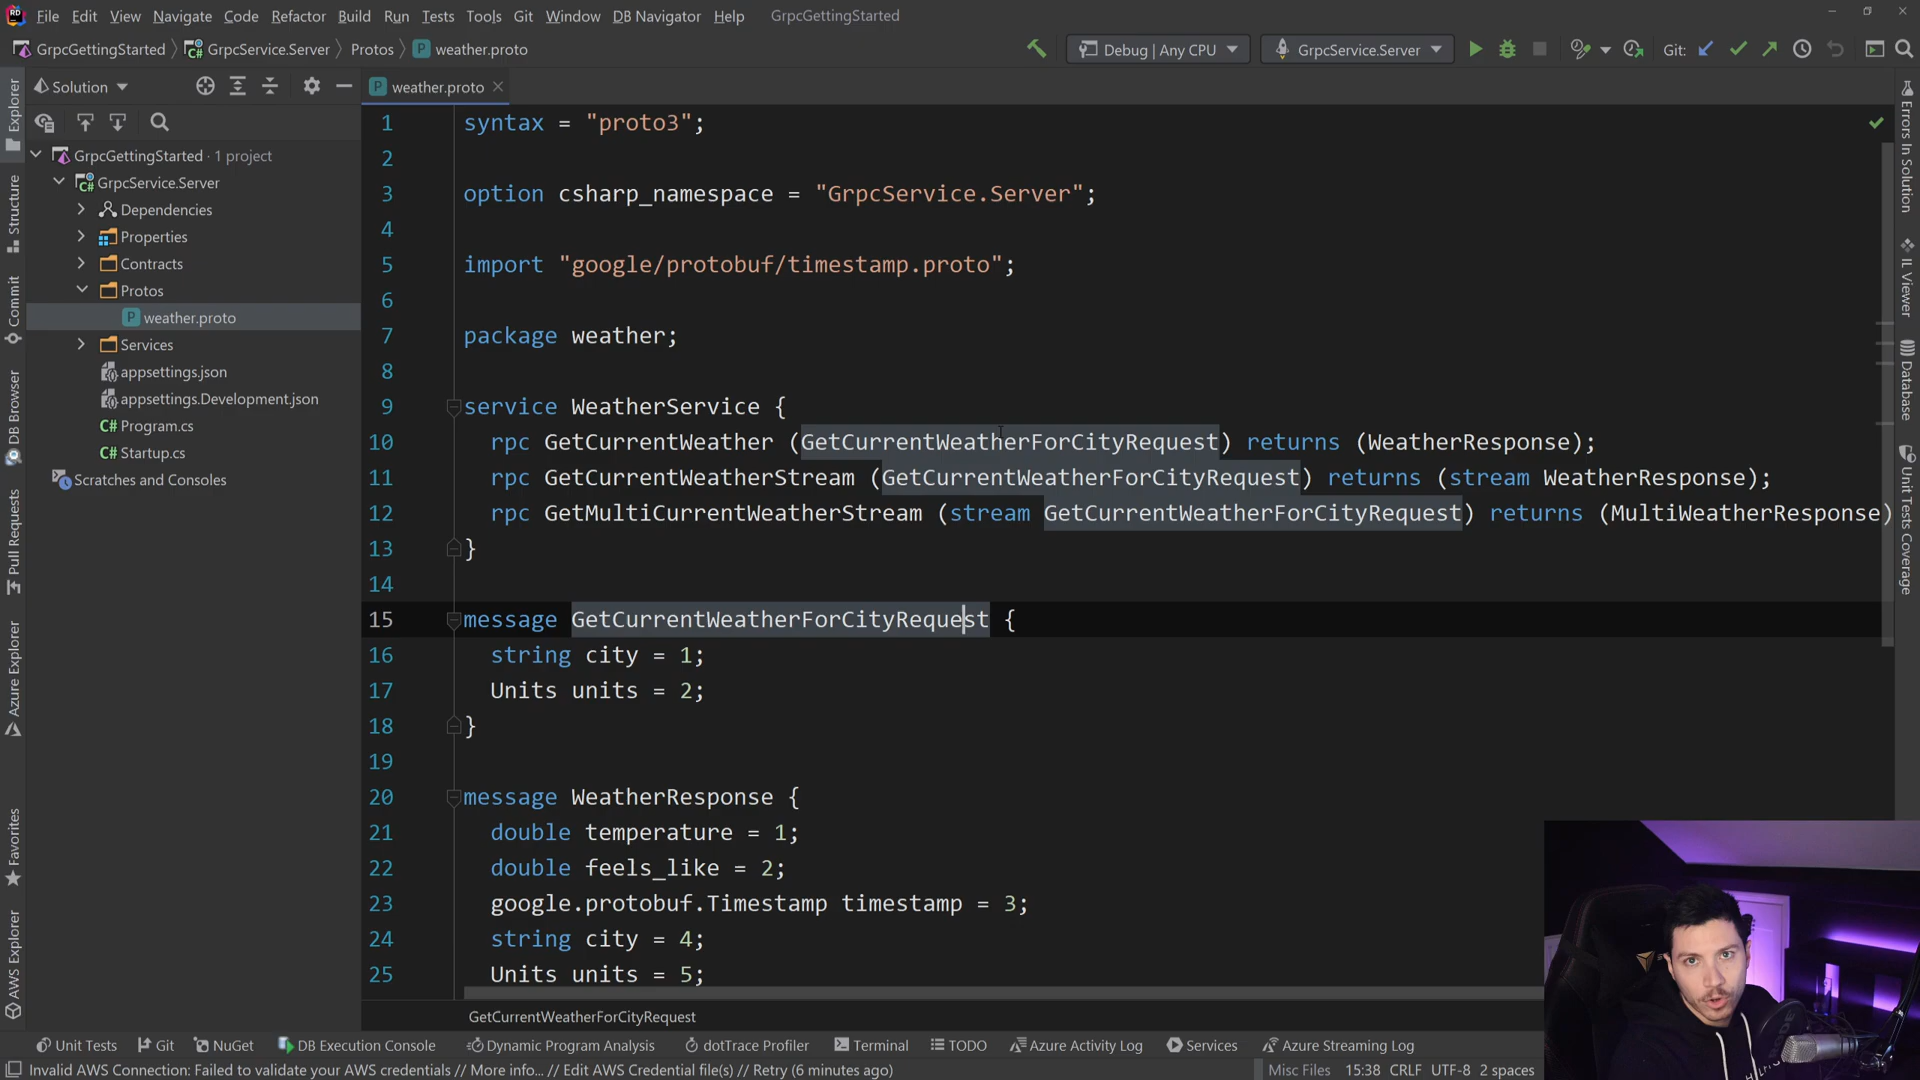 File Edit View Navigate Code Refactor Build Run Tests Tools Git Window DB Navigator Help GrpcGettingStarted
GrpcGettingStarted GrpcService.Server Protos weather.proto Debug | Any CPU GrpcService.Server Git:
Solution
weather.proto
Explorer
Structure
Commit
DB Browser
Pull Requests
Azure Explorer
Favorites
AWS Explorer
GrpcGettingStarted · 1 project
GrpcService.Server
Dependencies
Properties
Contracts
Protos
weather.proto
Services
appsettings.json
appsettings.Development.json
C# Program.cs
C# Startup.cs
Scratches and Consoles
1 syntax = "proto3";
2
3 option csharp_namespace = "GrpcService.Server";
4
5 import "google/protobuf/timestamp.proto";
6
7 package weather;
8
9 service WeatherService {
10 rpc GetCurrentWeather (GetCurrentWeatherForCityRequest) returns (WeatherResponse);
11 rpc GetCurrentWeatherStream (GetCurrentWeatherForCityRequest) returns (stream WeatherResponse);
12 rpc GetMultiCurrentWeatherStream (stream GetCurrentWeatherForCityRequest) returns (MultiWeatherResponse)
13 }
14
15 message GetCurrentWeatherForCityRequest {
16 string city = 1;
17 Units units = 2;
18 }
19
20 message WeatherResponse {
21 double temperature = 1;
22 double feels_like = 2;
23 google.protobuf.Timestamp timestamp = 3;
24 string city = 4;
25 Units units = 5;
GetCurrentWeatherForCityRequest
Errors In Solution
IL Viewer
Database
Unit Tests Coverage
Unit Tests Git NuGet DB Execution Console Dynamic Program Analysis dotTrace Profiler Terminal TODO Azure Activity Log Services Azure Streaming Log
Invalid AWS Connection: Failed to validate your AWS credentials // More info... // Edit AWS Credential file(s) // Retry (6 minutes ago) Misc Files 15:38 CRLF UTF-8 2 spaces